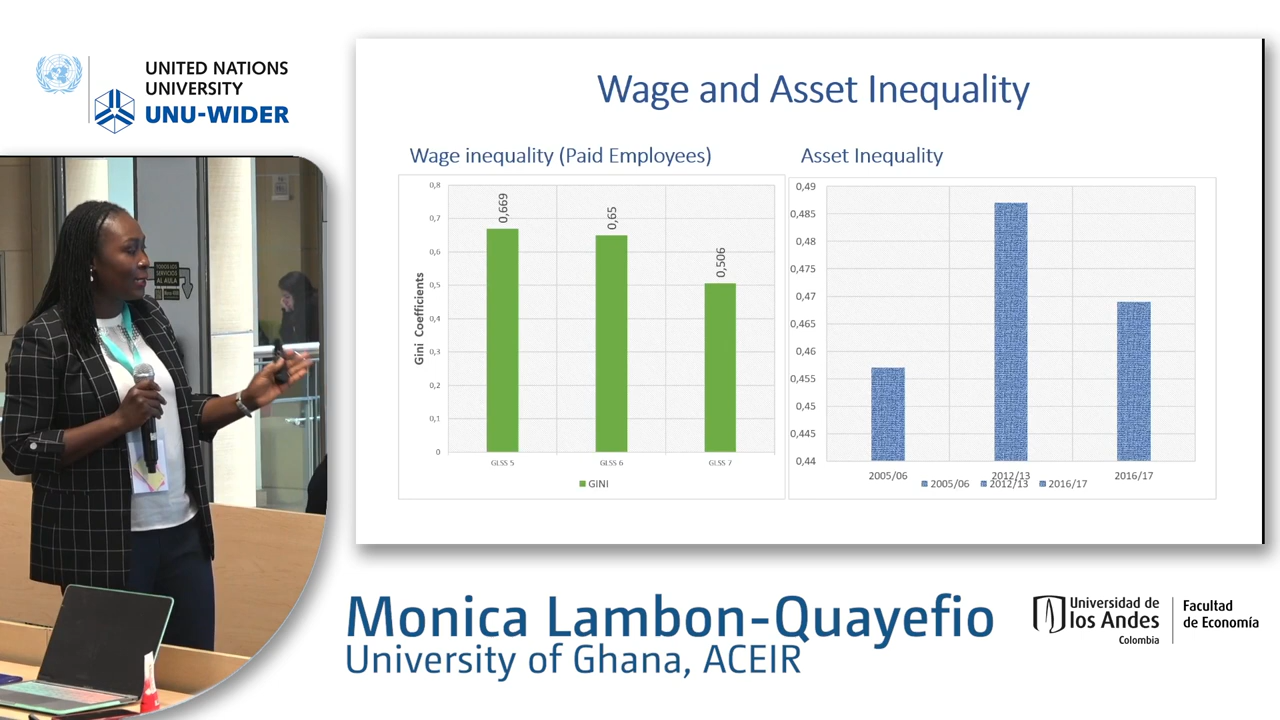 UNITED NATIONS
UNIVERSITY
UNU-WIDER
Wage and Asset Inequality
Wage inequality (Paid Employees)
Asset Inequality
Gini Coefficients
0,8
0,7
0,6
0,5
0,4
0,3
0,2
0,1
0
0,669
0,65
0,506
GLSS 5
GLSS 6
GLSS 7
GINI
0,49
0,485
0,48
0,475
0,47
0,465
0,46
0,455
0,45
0,445
0,44
2005/06
2012/13
2016/17
2005/06
2012/13
2016/17
TODOS LOS
SERVICIOS
AL AULA
Monica Lambon-Quayefio
University of Ghana, ACEIR
Universidad de
los Andes
Colombia
Facultad
de Economía